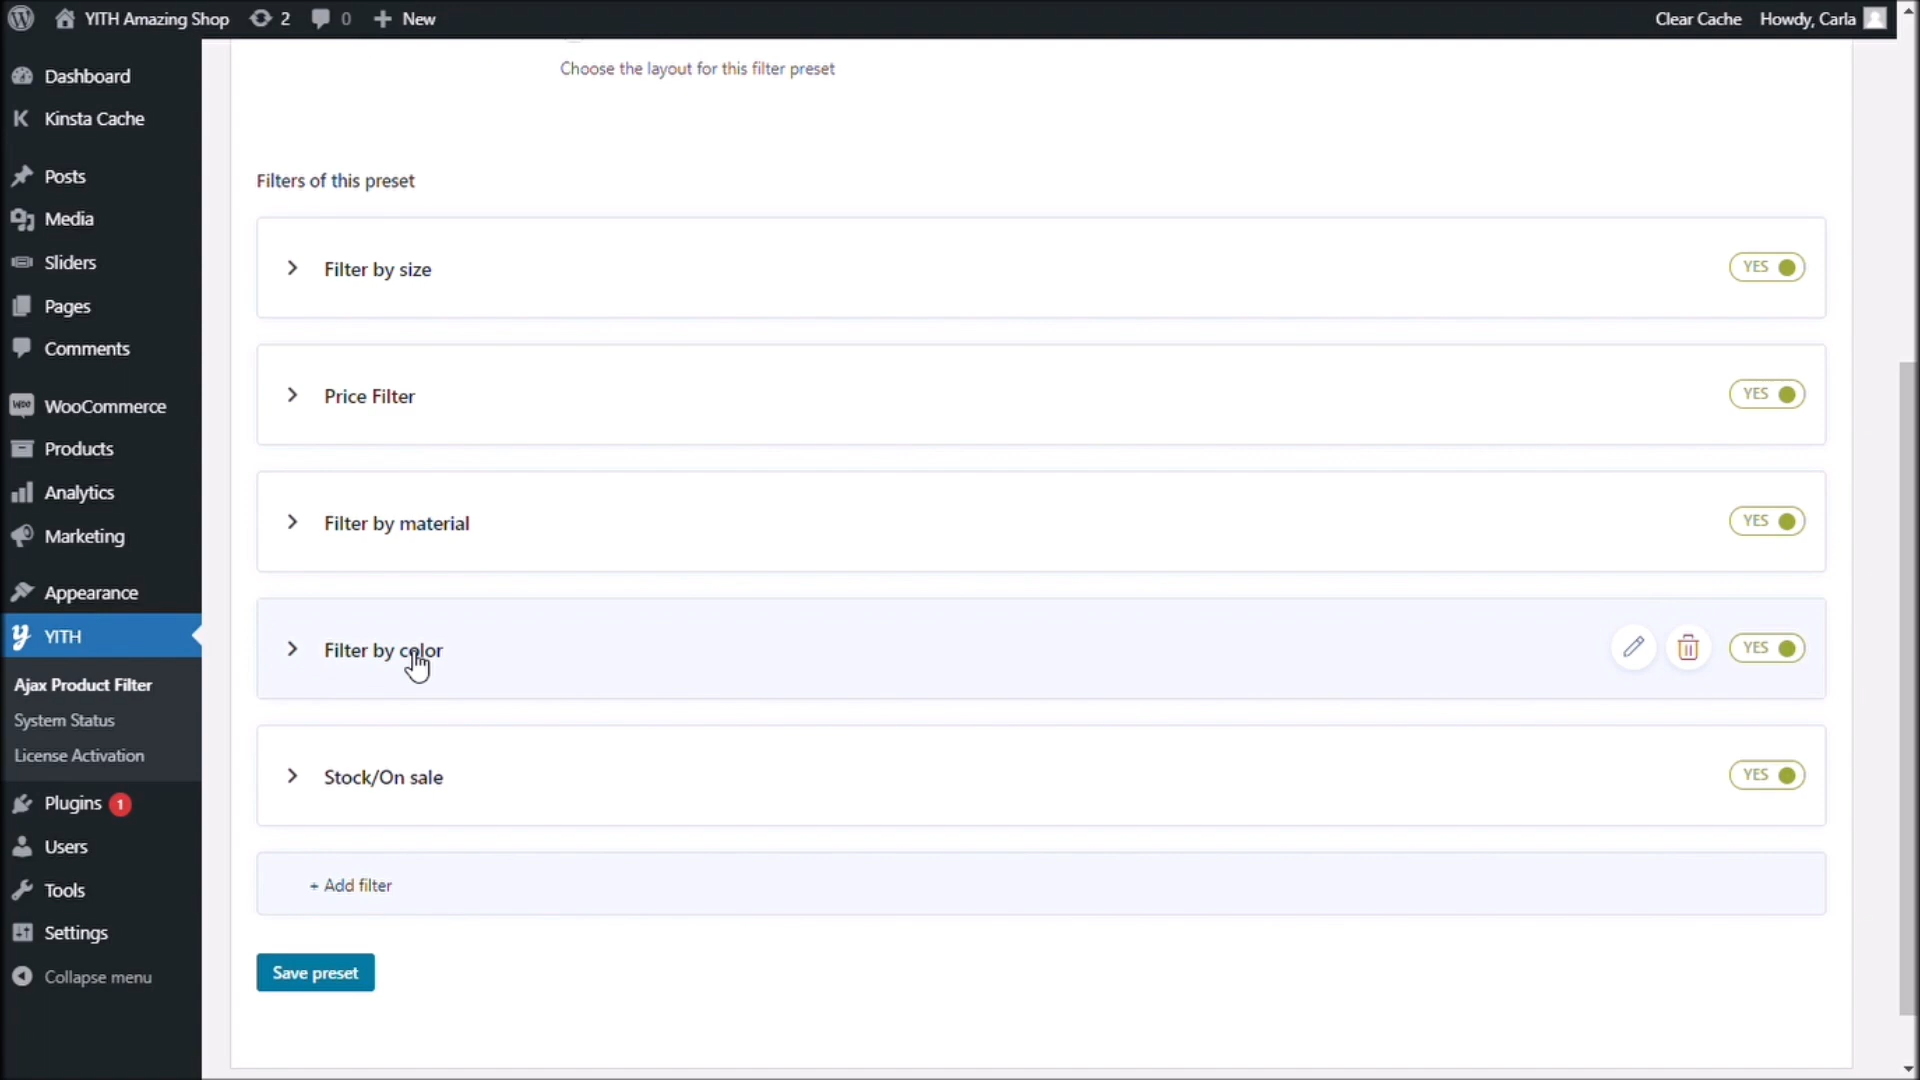 YITH Amazing Shop 2 0 + New Clear Cache Howdy, Carla
Dashboard
Kinsta Cache
Posts
Media
Sliders
Pages
Comments
WooCommerce
Products
Analytics
Marketing
Appearance
YITH
Ajax Product Filter
System Status
License Activation
Plugins 1
Users
Tools
Settings
Collapse menu
Choose the layout for this filter preset
Filters of this preset
Filter by size YES
Price Filter YES
Filter by material YES
Filter by color YES
Stock/On sale YES
+ Add filter
Save preset